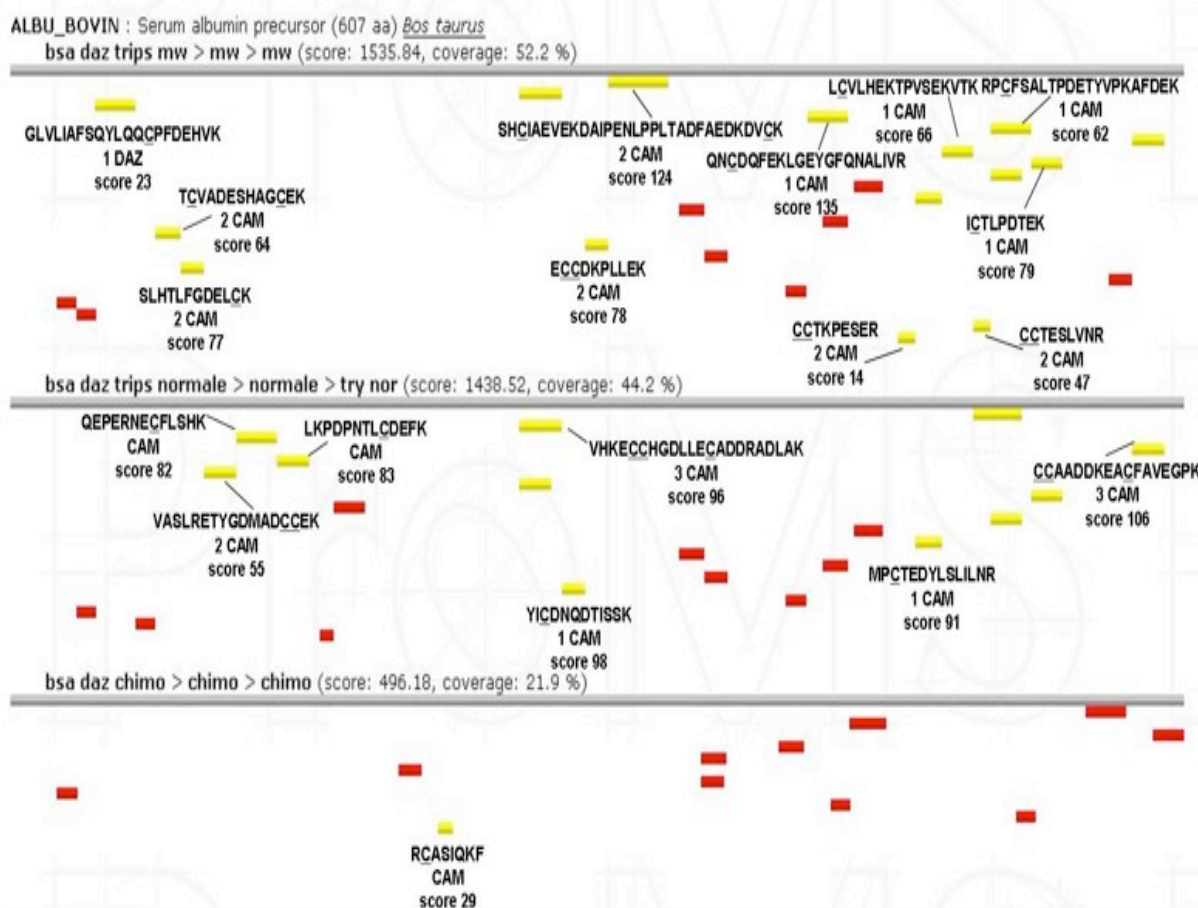 ALBU_BOVIN : Serum albumin precursor (607 aa) Bos taurus
bsa daz trips mw > mw > mw (score: 1535.84, coverage: 52.2 %)
GLVLIAFSQYLQQCPFDEHVK
1 DAZ
score 23
TCVADESHAGCEK
2 CAM
score 64
SLHTLFGDELCK
2 CAM
score 77
SHCIAEVEKDAIPENLPPLTADFAEDKDVCK
2 CAM
score 124
ECCDKPLLEK
2 CAM
score 78
QNCDQFEKLGEYGFQNALIVR
1 CAM
score 135
LCVLHEKTPVSEKVTK
1 CAM
score 66
RPCFSALTPDETYVPKAFDEK
1 CAM
score 62
ICTLPDTEK
1 CAM
score 79
CCTKPESER
2 CAM
score 14
CCTESLVNR
2 CAM
score 47
bsa daz trips normale > normale > try nor (score: 1438.52, coverage: 44.2 %)
QEPERNECFLSHK
CAM
score 82
LKPDPNTLCDEFK
CAM
score 83
VASLRETYGDMADCCEK
2 CAM
score 55
VHKECCHGDLLECADDRADLAK
3 CAM
score 96
YICDNQDTISSK
1 CAM
score 98
MPCTEDYLSLILNR
1 CAM
score 91
CCAADDKEACFAVEGPK
3 CAM
score 106
bsa daz chimo > chimo > chimo (score: 496.18, coverage: 21.9 %)
RCASIQKF
CAM
score 29